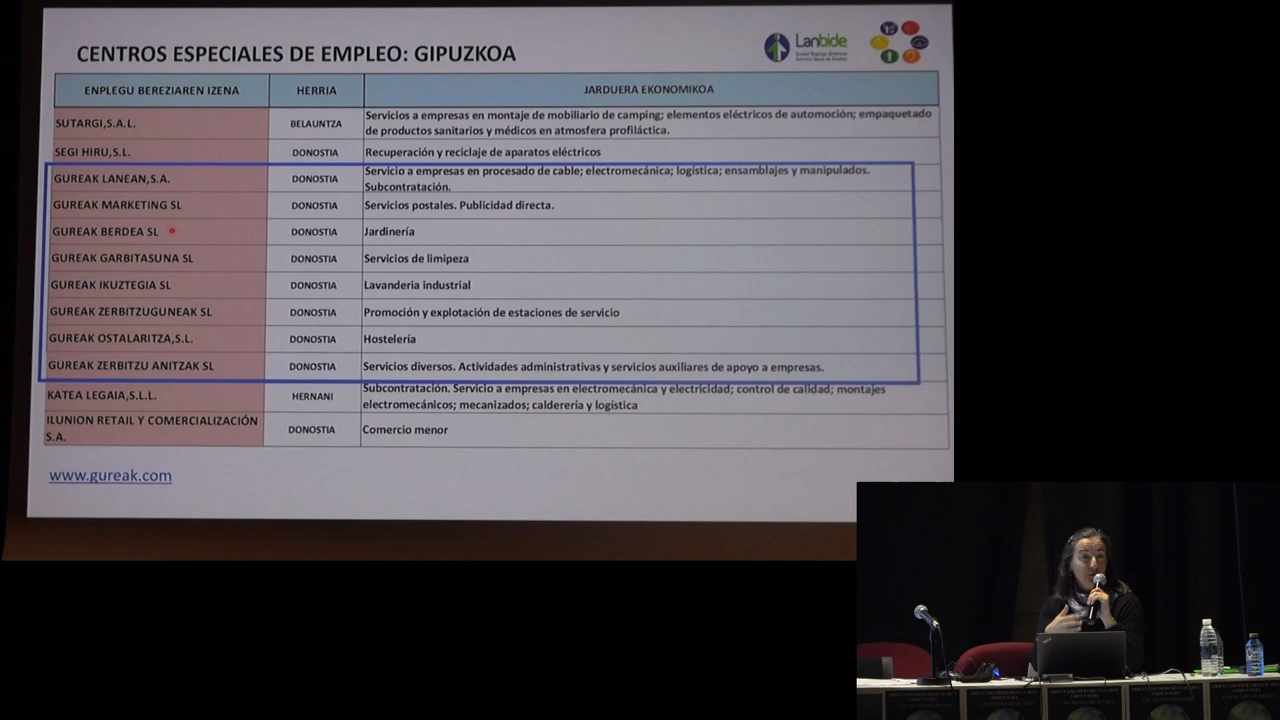 CENTROS ESPECIALES DE EMPLEO: GIPUZKOA
Lanbide
ENPLEGU BEREZIAREN IZENA HERRIA JARDUERA EKONOMIKOA
SUTARGI,S.A.L. BELAUNTZA Servicios a empresas en montaje de mobiliario de camping; elementos eléctricos de automoción; empaquetado
de productos sanitarios y médicos en atmosfera profiláctica.
SEGI HIRU,S.L. DONOSTIA Recuperación y reciclaje de aparatos eléctricos
GUREAK LANEAN,S.A. DONOSTIA Servicio a empresas en procesado de cable; electromecánica; logística; ensamblajes y manipulados.
Subcontratación.
GUREAK MARKETING SL DONOSTIA Servicios postales. Publicidad directa.
GUREAK BERDEA SL DONOSTIA Jardinería
GUREAK GARBITASUNA SL DONOSTIA Servicios de limipeza
GUREAK IKUZTEGIA SL DONOSTIA Lavanderia industrial
GUREAK ZERBITZUGUNEAK SL DONOSTIA Promoción y explotación de estaciones de servicio
GUREAK OSTALARITZA,S.L. DONOSTIA Hostelería
GUREAK ZERBITZU ANITZAK SL DONOSTIA Servicios diversos. Actividades administrativas y servicios auxiliares de apoyo a empresas.
KATEA LEGAIA,S.L.L. HERNANI Subcontratación. Servicio a empresas en electromecánica y electricidad; control de calidad; montajes
electromecánicos; mecanizados; calderería y logística
ILUNION RETAIL Y COMERCIALIZACIÓN
S.A. DONOSTIA Comercio menor
www.gureak.com